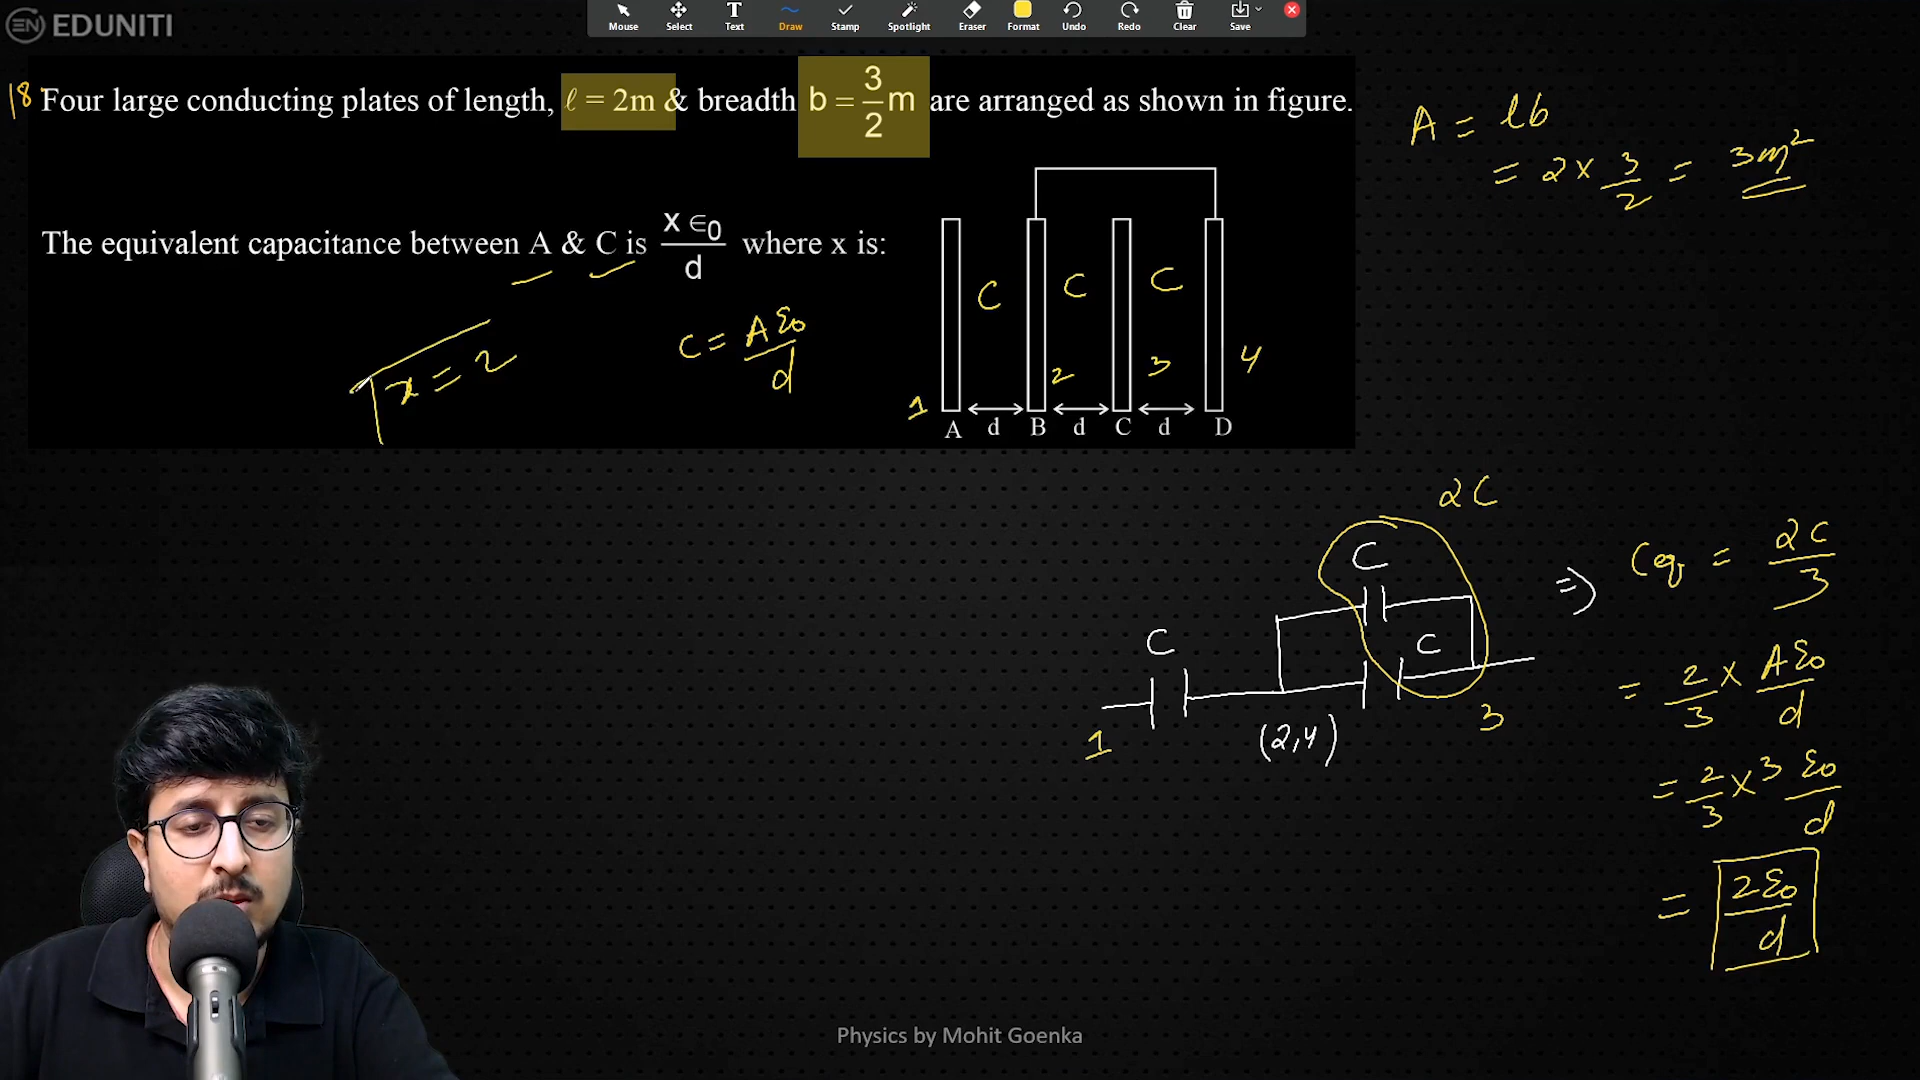 EN EDUNITI
Mouse Select Text Draw Stamp Spotlight Eraser Format Undo Redo Clear Save
18. Four large conducting plates of length, ℓ = 2m & breadth b = 3/2 m are arranged as shown in figure.
The equivalent capacitance between A & C is x ∈0 / d where x is:
x = 2
C = Aε0 / d
C C C
1 2 3 4
A d B d C d D
A = lb
= 2 × 3/2 = 3m²
2C
C
C
C
1 (2,4) 3
⇒ Ceq = 2C/3
= 2/3 × Aε0/d
= 2/3 × 3 ε0/d
= 2ε0/d
Physics by Mohit Goenka